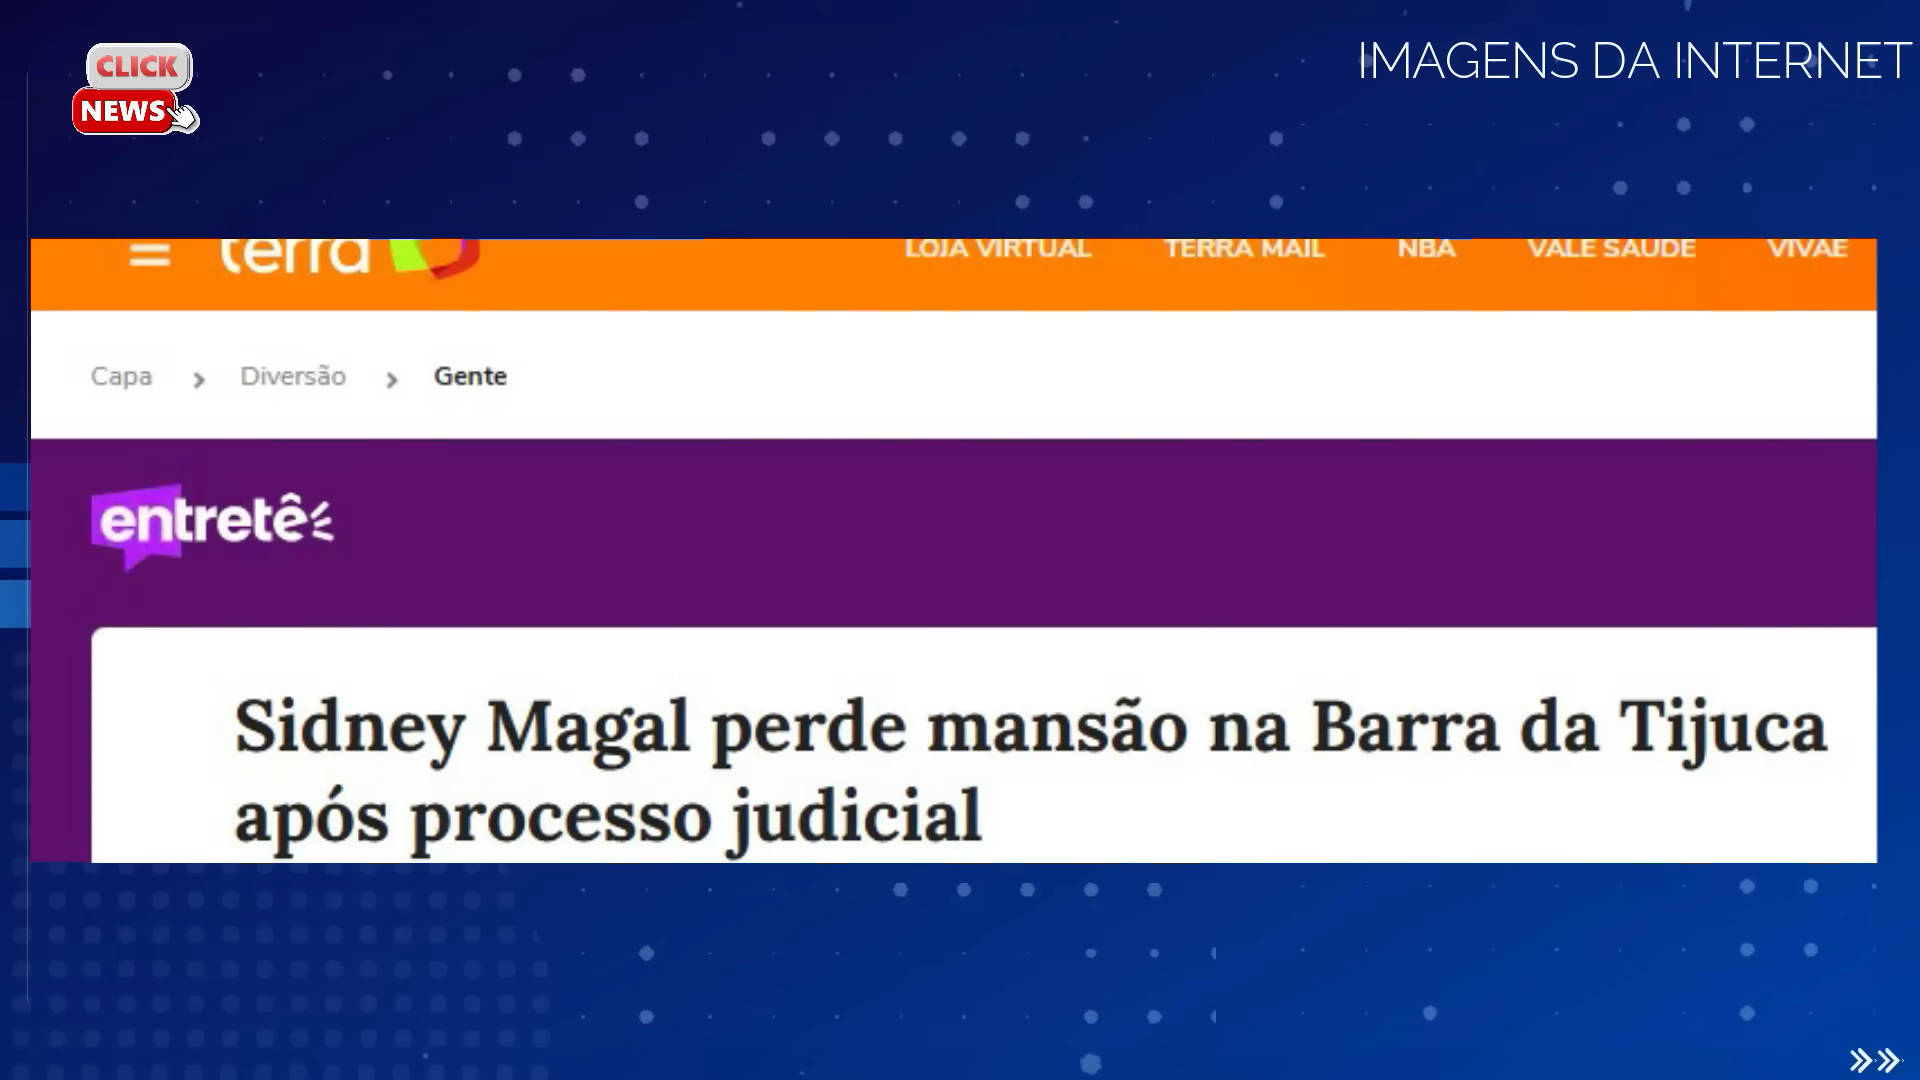 CLICK
NEWS
IMAGENS DA INTERNET
terra
LOJA VIRTUAL
TERRA MAIL
NBA
VALE SAÚDE
VIVAE
Capa
Diversão
Gente
entretê
Sidney Magal perde mansão na Barra da Tijuca
após processo judicial